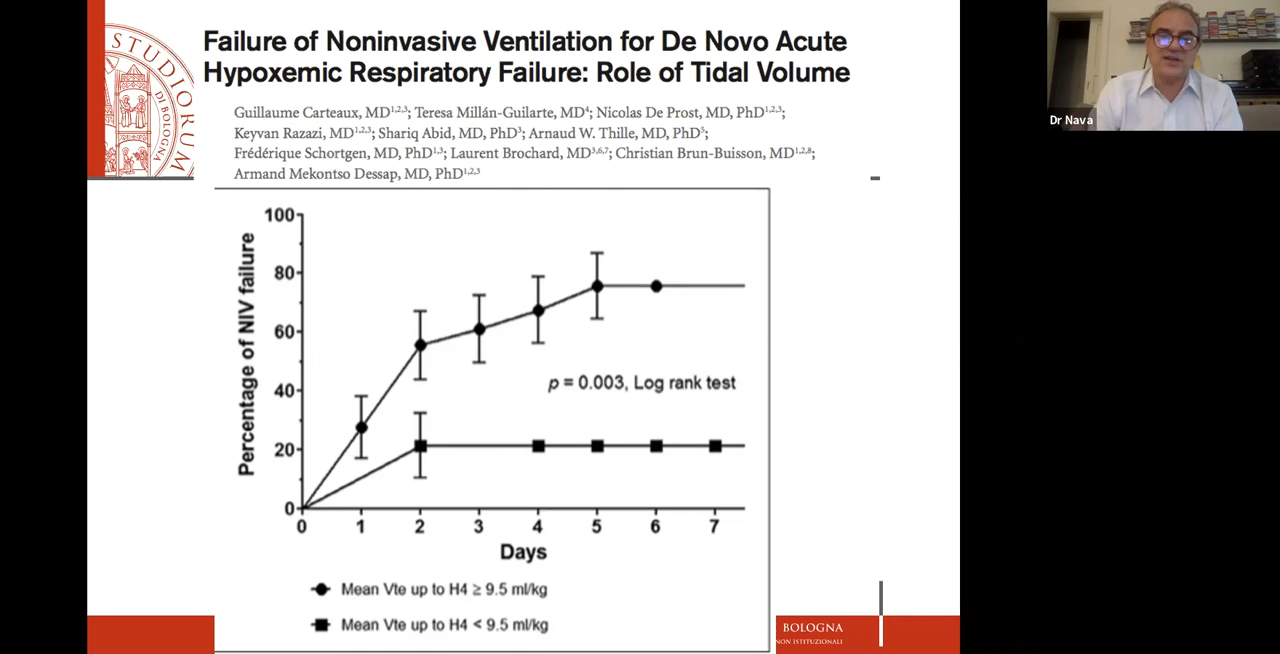 STUDIORUM
DI BOLOGNA
Failure of Noninvasive Ventilation for De Novo Acute
Hypoxemic Respiratory Failure: Role of Tidal Volume
Guillaume Carteaux, MD1,2,3; Teresa Millán-Guilarte, MD4; Nicolas De Prost, MD, PhD1,2,3;
Keyvan Razazi, MD1,2,3; Shariq Abid, MD, PhD3; Arnaud W. Thille, MD, PhD5;
Frédérique Schortgen, MD, PhD1,3; Laurent Brochard, MD3,6,7; Christian Brun-Buisson, MD1,2,8;
Armand Mekontso Dessap, MD, PhD1,2,3
Dr Nava
Percentage of NIV failure
100
80
60
40
20
0
p = 0.003, Log rank test
0 1 2 3 4 5 6 7
Days
Mean Vte up to H4 ≥ 9.5 ml/kg
Mean Vte up to H4 < 9.5 ml/kg
BOLOGNA
NON ISTITUZIONALI